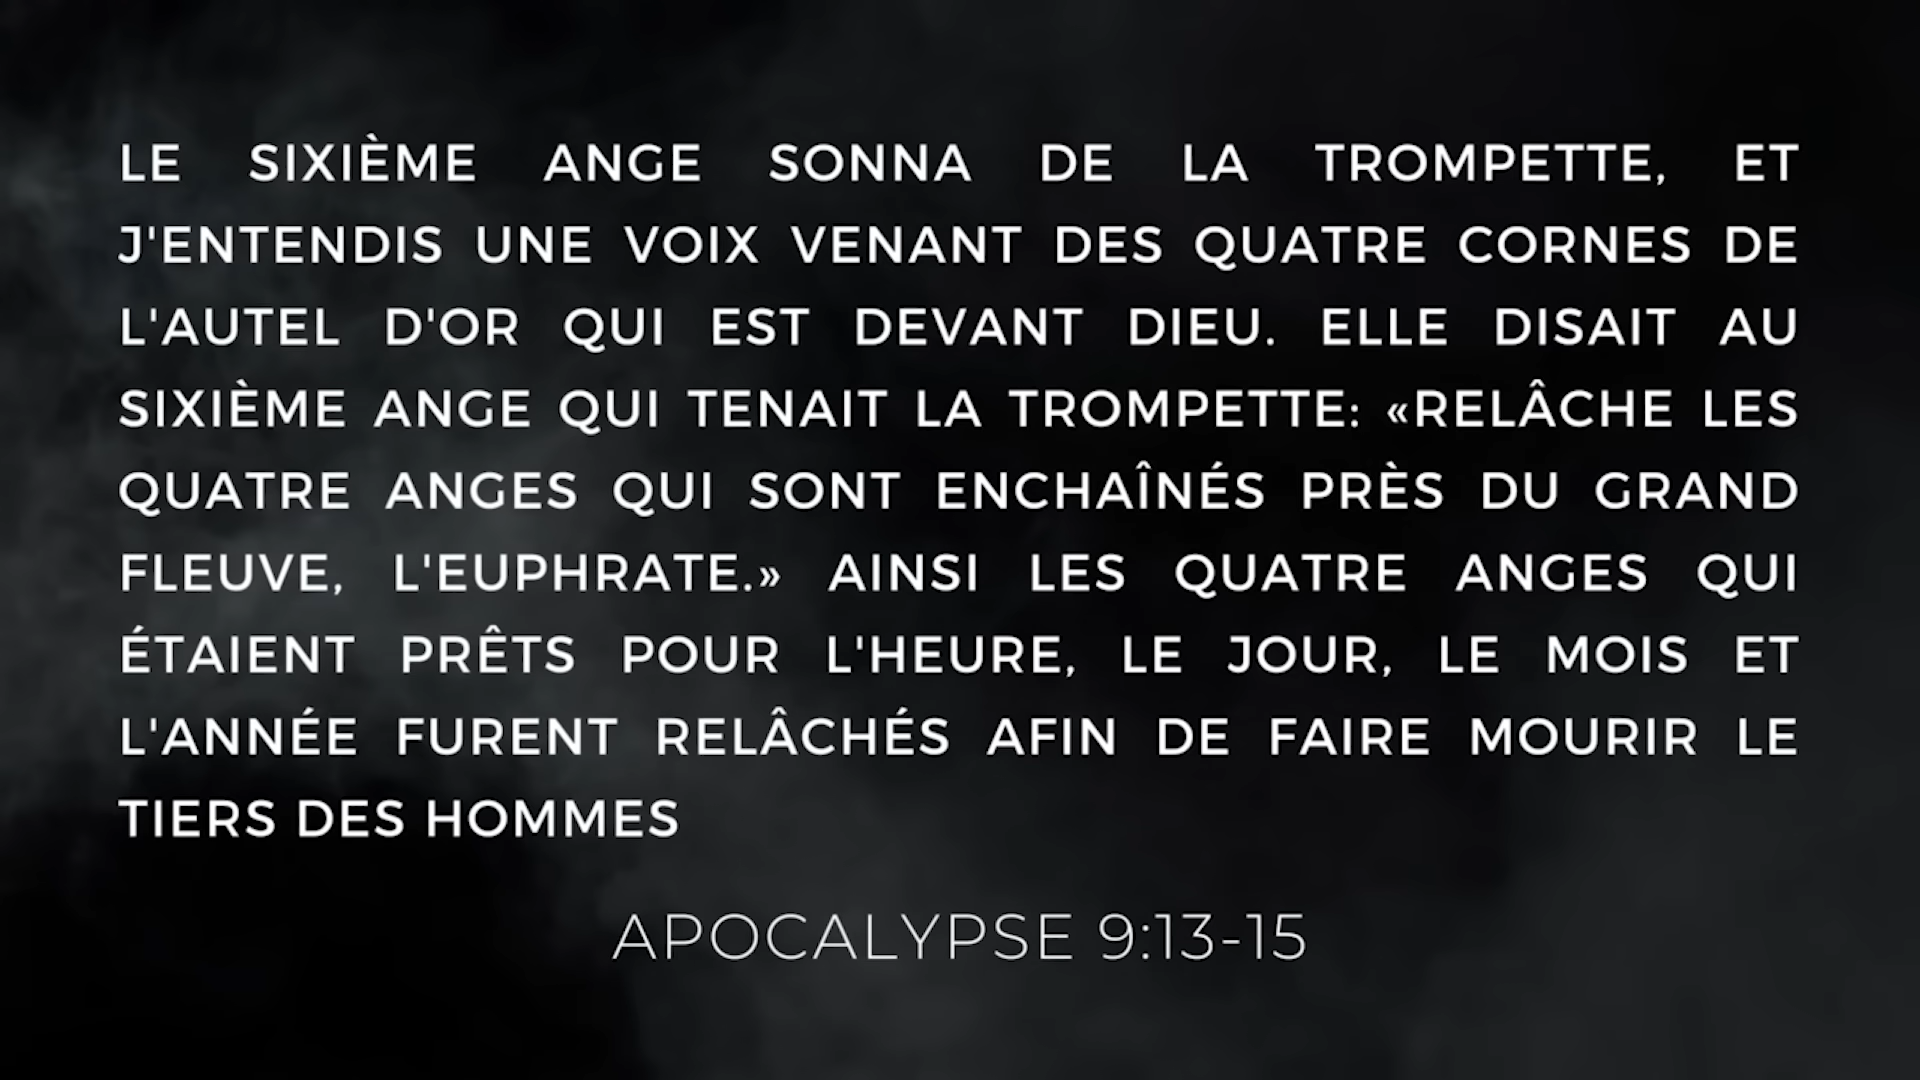 LE SIXIÈME ANGE SONNA DE LA TROMPETTE, ET
J'ENTENDIS UNE VOIX VENANT DES QUATRE CORNES DE
L'AUTEL D'OR QUI EST DEVANT DIEU. ELLE DISAIT AU
SIXIÈME ANGE QUI TENAIT LA TROMPETTE: «RELÂCHE LES
QUATRE ANGES QUI SONT ENCHAÎNÉS PRÈS DU GRAND
FLEUVE, L'EUPHRATE.» AINSI LES QUATRE ANGES QUI
ÉTAIENT PRÊTS POUR L'HEURE, LE JOUR, LE MOIS ET
L'ANNÉE FURENT RELÂCHÉS AFIN DE FAIRE MOURIR LE
TIERS DES HOMMES
APOCALYPSE 9:13-15